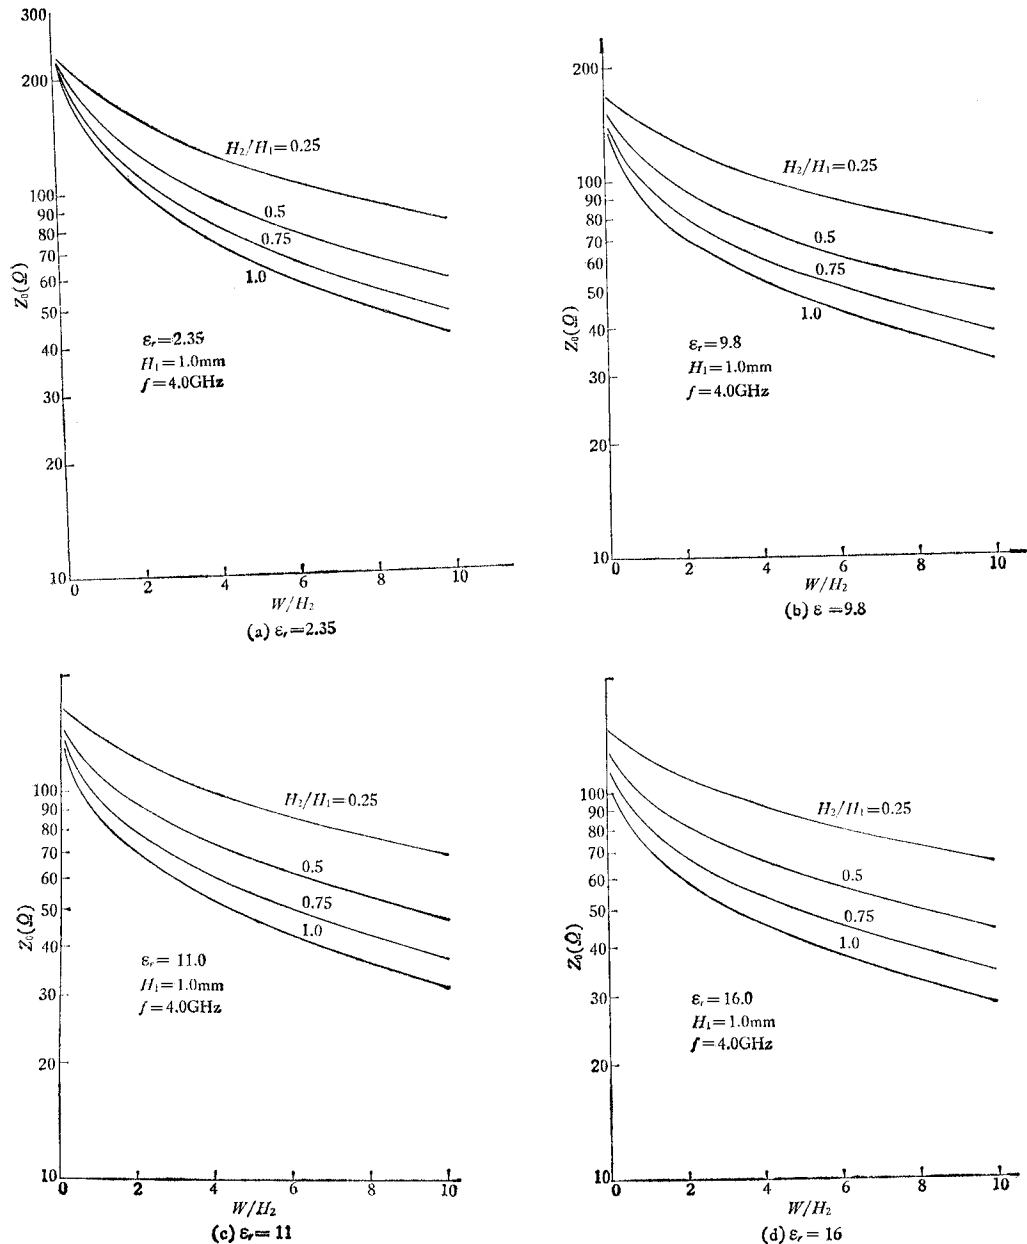 300
200
100
90
80
70
60
50
40
30
20
10
Z₀(Ω)
H₂/H₁=0.25
0.5
0.75
1.0
εᵣ=2.35
H₁=1.0mm
f=4.0GHz
0 2 4 6 8 10
W/H₂
(a) εᵣ=2.35
200
100
90
80
70
60
50
40
30
20
10
Z₀(Ω)
H₂/H₁=0.25
0.5
0.75
1.0
εᵣ=9.8
H₁=1.0mm
f=4.0GHz
0 2 4 6 8 10
W/H₂
(b) ε =9.8
100
90
80
70
60
50
40
30
20
10
Z₀(Ω)
H₂/H₁=0.25
0.5
0.75
1.0
εᵣ= 11.0
H₁=1.0mm
f=4.0GHz
0 2 4 6 8 10
W/H₂
(c) εᵣ= 11
100
90
80
70
60
50
40
30
20
10
Z₀(Ω)
H₂/H₁=0.25
0.5
0.75
1.0
εᵣ=16.0
H₁=1.0mm
f=4.0GHz
0 2 4 6 8 10
W/H₂
(d) εᵣ= 16